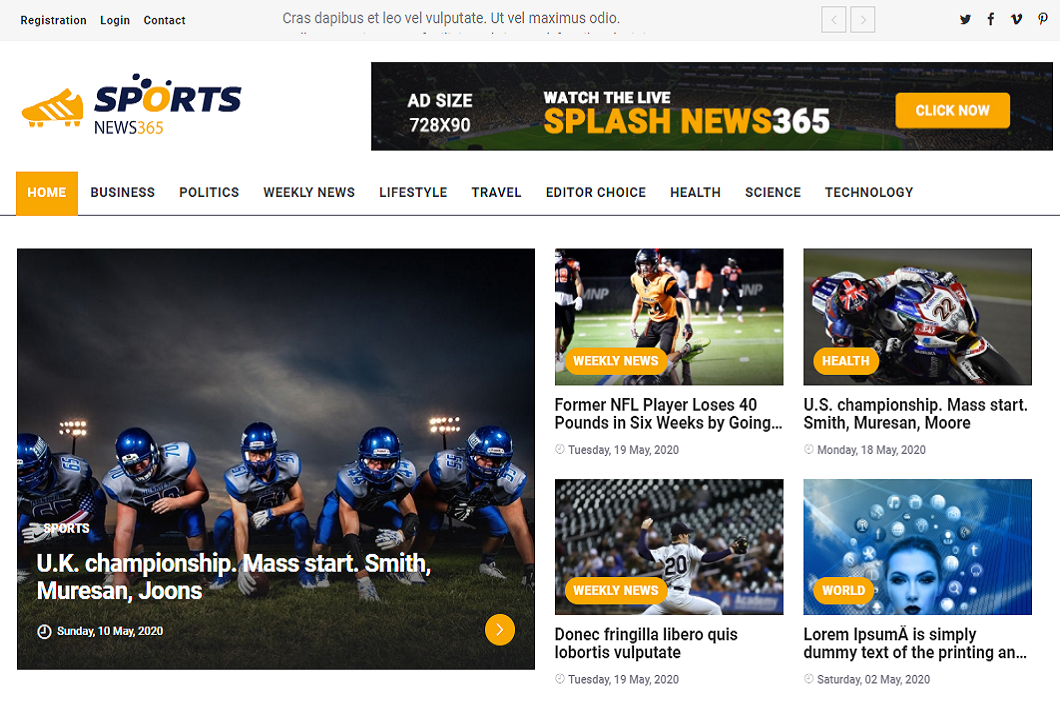 Registration Login Contact
Cras dapibus et leo vel vulputate. Ut vel maximus odio.
SPORTS
NEWS365
AD SIZE
728X90
WATCH THE LIVE
SPLASH NEWS365
CLICK NOW
HOME BUSINESS POLITICS WEEKLY NEWS LIFESTYLE TRAVEL EDITOR CHOICE HEALTH SCIENCE TECHNOLOGY
SPORTS
U.K. championship. Mass start. Smith,
Muresan, Joons
Sunday, 10 May, 2020
WEEKLY NEWS
Former NFL Player Loses 40
Pounds in Six Weeks by Going...
Tuesday, 19 May, 2020
22
HEALTH
U.S. championship. Mass start.
Smith, Muresan, Moore
Monday, 18 May, 2020
20
WEEKLY NEWS
Donec fringilla libero quis
lobortis vulputate
Tuesday, 19 May, 2020
WORLD
Lorem IpsumÂ is simply
dummy text of the printing an...
Saturday, 02 May, 2020